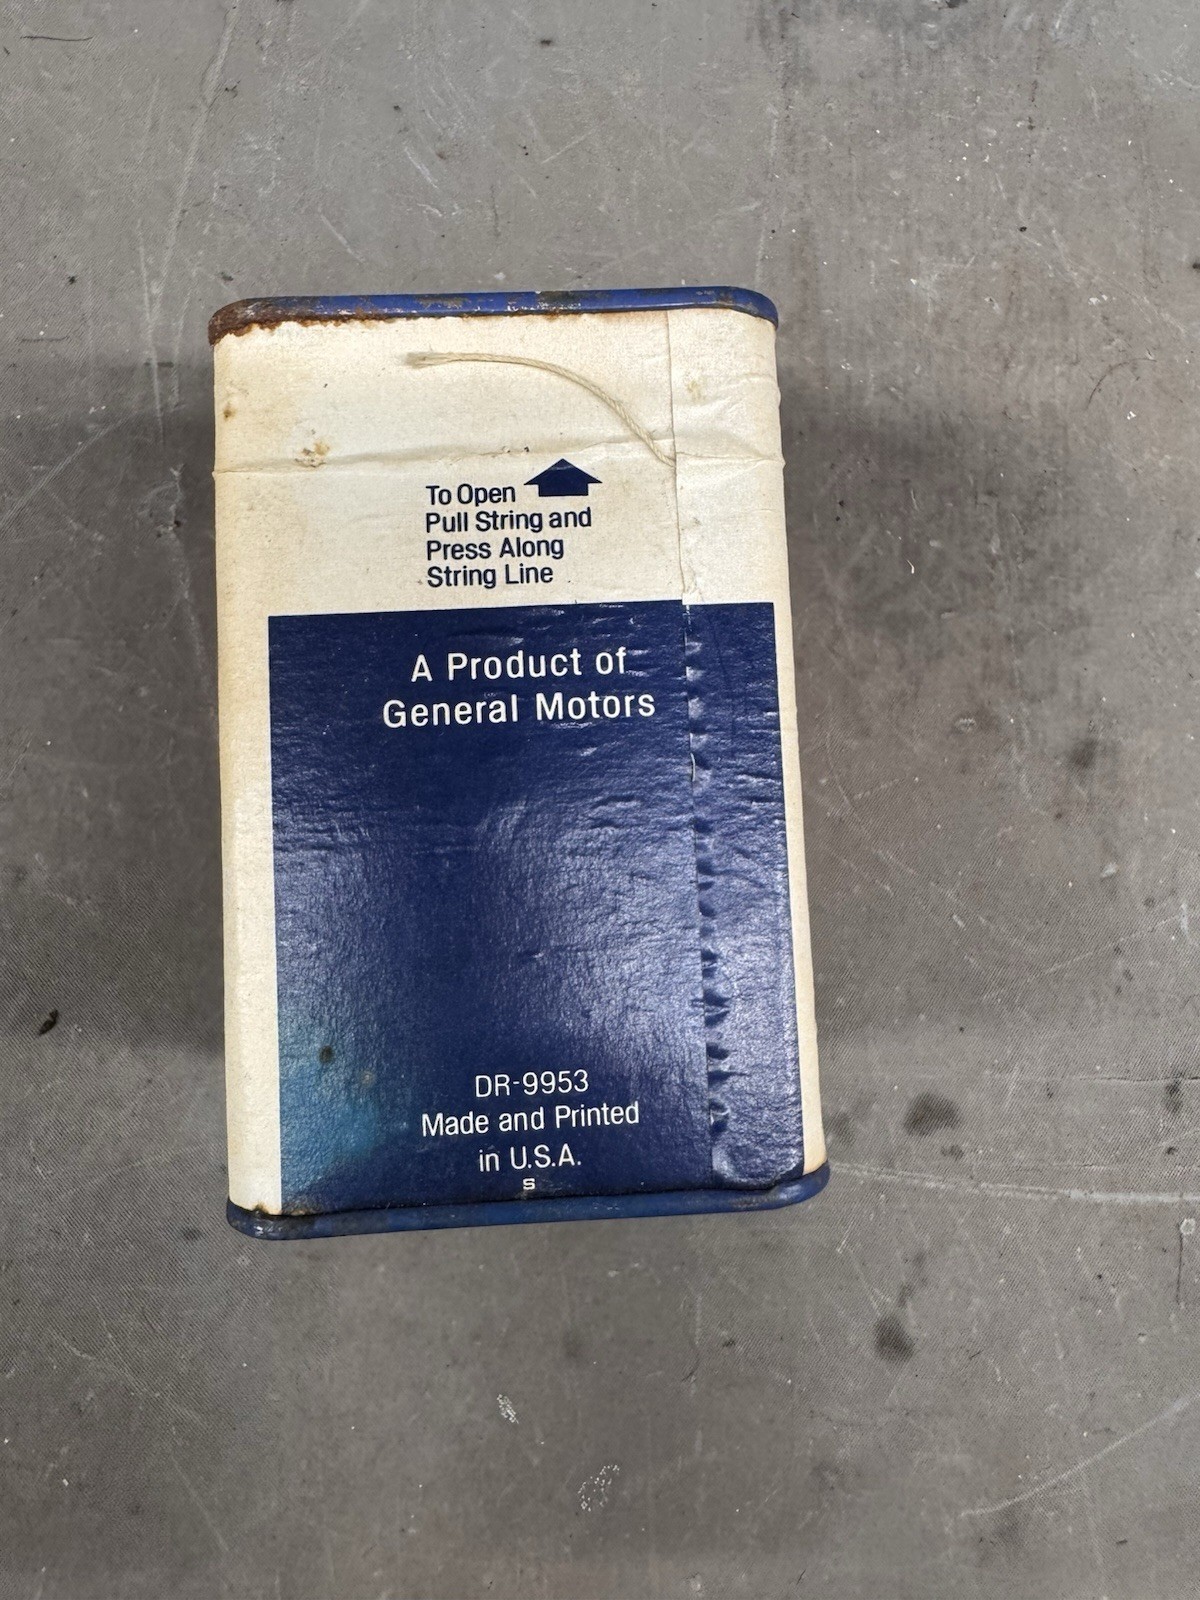 To Open
Pull String and
Press Along
String Line
A Product of
General Motors
DR-9953
Made and Printed
in U.S.A.
S